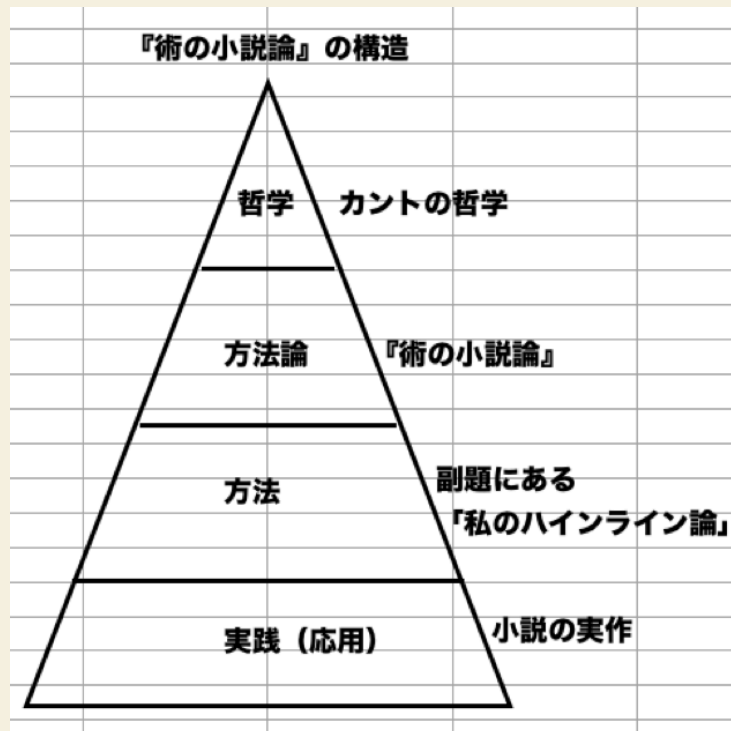 『術の小説論』の構造
哲学
カントの哲学
方法論
『術の小説論』
方法
副題にある
「私のハインライン論」
実践（応用）
小説の実作